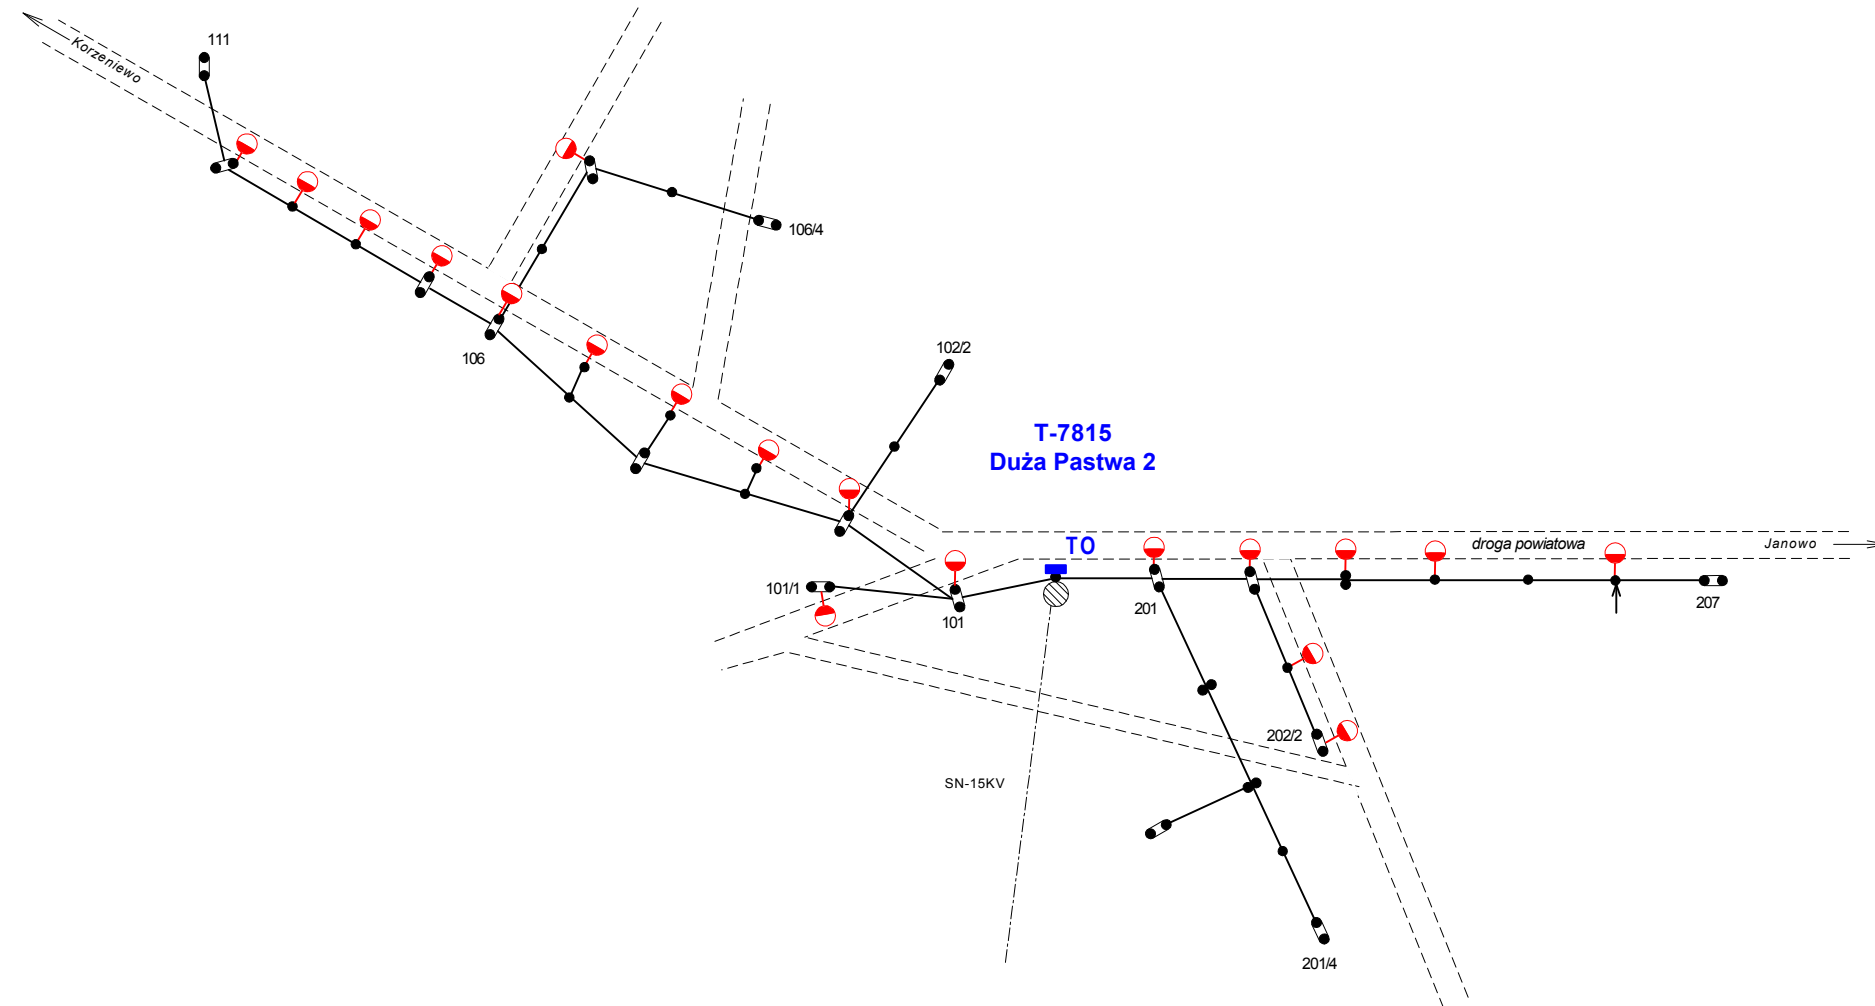 111
Korzeniewo
106/4
106
102/2
T-7815
Duża Pastwa 2
TO
droga powiatowa
Janowo
101/1
101
201
207
202/2
SN-15KV
201/4